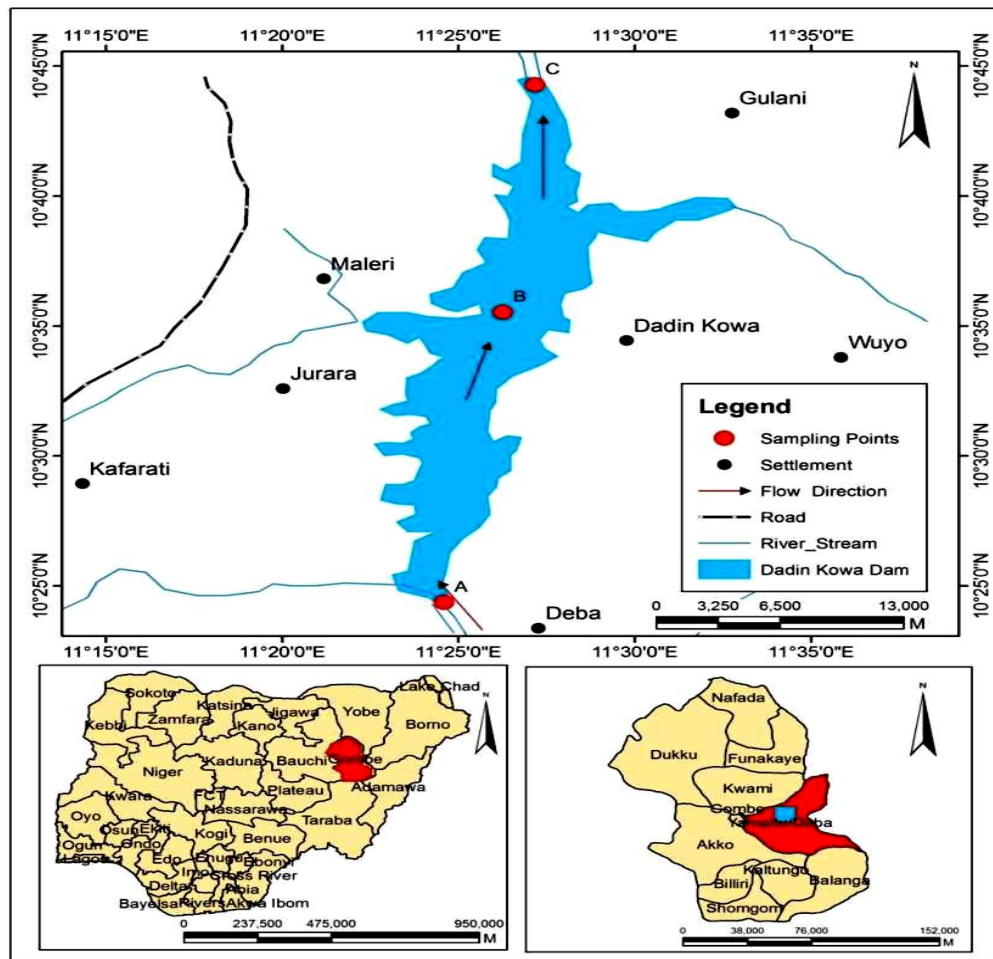 11°15'0"E 11°20'0"E 11°25'0"E 11°30'0"E 11°35'0"E
10°45'0"N 10°45'0"N
C
N
Gulani
10°40'0"N 10°40'0"N
Maleri
B
10°35'0"N 10°35'0"N
Dadin Kowa
Wuyo
Jurara
Legend
Sampling Points
Settlement
Flow Direction
Road
River_Stream
Dadin Kowa Dam
10°30'0"N 10°30'0"N
Kafarati
10°25'0"N 10°25'0"N
A
Deba
0 3,250 6,500 13,000
M
11°15'0"E 11°20'0"E 11°25'0"E 11°30'0"E 11°35'0"E
Lake Chad
N
Sokoto
Katsina
Jigawa
Yobe
Zamfara
Kebbi
Kano
Borno
Kaduna
Bauchi
Gombe
Niger
Adamawa
Plateau
Kwara
FCT
Nassarawa
Taraba
Oyo
Osun
Ekiti
Kogi
Benue
Ogun
Ondo
Lagos
Edo
Enugu
Ebonyi
Imo
Cross River
Delta
Abia
Bayelsa
Rivers
Akwa Ibom
0 237,500 475,000 950,000
M
Nafada
N
Dukku
Funakaye
Kwami
Gombe
Akko
Kaltungo
Billiri
Balanga
Shomgom
0 38,000 76,000 152,000
M